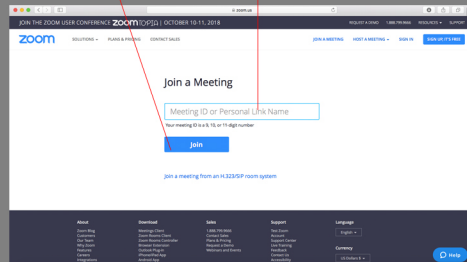 zoom.us
JOIN THE ZOOM USER CONFERENCE ZOOMTOPIA | OCTOBER 10-11, 2018
REQUEST A DEMO 1.888.799.9666 RESOURCES SUPPORT
zoom SOLUTIONS PLANS & PRICING CONTACT SALES JOIN A MEETING HOST A MEETING SIGN IN SIGN UP, IT'S FREE
Join a Meeting
Meeting ID or Personal Link Name
Your meeting ID is a 9, 10, or 11-digit number
Join
Join a meeting from an H.323/SIP room system
About
Zoom Blog
Customers
Our Team
Why Zoom
Features
Careers
Integrations
Download
Meetings Client
Zoom Rooms Client
Zoom Rooms Controller
Browser Extension
Outlook Plug-in
iPhone/iPad App
Android App
Sales
1.888.799.9666
Contact Sales
Plans & Pricing
Request a Demo
Webinars and Events
Support
Test Zoom
Account
Support Center
Live Training
Feedback
Contact Us
Accessibility
Language
English
Currency
US Dollars $
Help